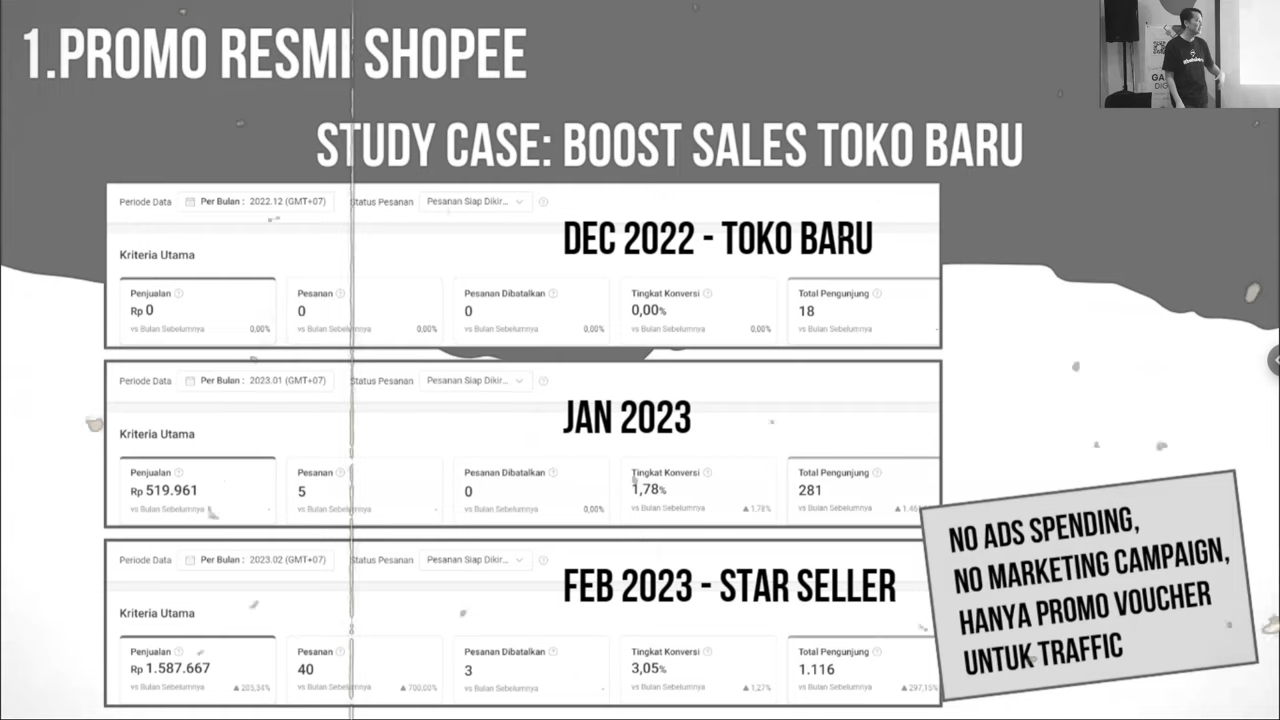 1.PROMO RESMI SHOPEE
STUDY CASE: BOOST SALES TOKO BARU
Periode Data Per Bulan : 2022.12 (GMT+07) Status Pesanan Pesanan Siap Dikir...
DEC 2022 - TOKO BARU
Kriteria Utama
Penjualan Pesanan Pesanan Dibatalkan Tingkat Konversi Total Pengunjung
Rp 0 0 0 0,00% 18
vs Bulan Sebelumnya 0,00% vs Bulan Sebelumnya 0,00% vs Bulan Sebelumnya 0,00% vs Bulan Sebelumnya 0,00% vs Bulan Sebelumnya -
Periode Data Per Bulan : 2023.01 (GMT+07) Status Pesanan Pesanan Siap Dikir...
JAN 2023
Kriteria Utama
Penjualan Pesanan Pesanan Dibatalkan Tingkat Konversi Total Pengunjung
Rp 519.961 5 0 1,78% 281
vs Bulan Sebelumnya - vs Bulan Sebelumnya - vs Bulan Sebelumnya 0,00% vs Bulan Sebelumnya ▲ 1,78% vs Bulan Sebelumnya
Periode Data Per Bulan : 2023.02 (GMT+07) Status Pesanan Pesanan Siap Dikir...
FEB 2023 - STAR SELLER
Kriteria Utama
Penjualan Pesanan Pesanan Dibatalkan Tingkat Konversi Total Pengunjung
Rp 1.587.667 40 3 3,05% 1.116
vs Bulan Sebelumnya ▲ 205,34% vs Bulan Sebelumnya ▲ 700,00% vs Bulan Sebelumnya - vs Bulan Sebelumnya ▲ 1,27% vs Bulan Sebelumnya ▲ 297,15%
NO ADS SPENDING,
NO MARKETING CAMPAIGN,
HANYA PROMO VOUCHER
UNTUK TRAFFIC